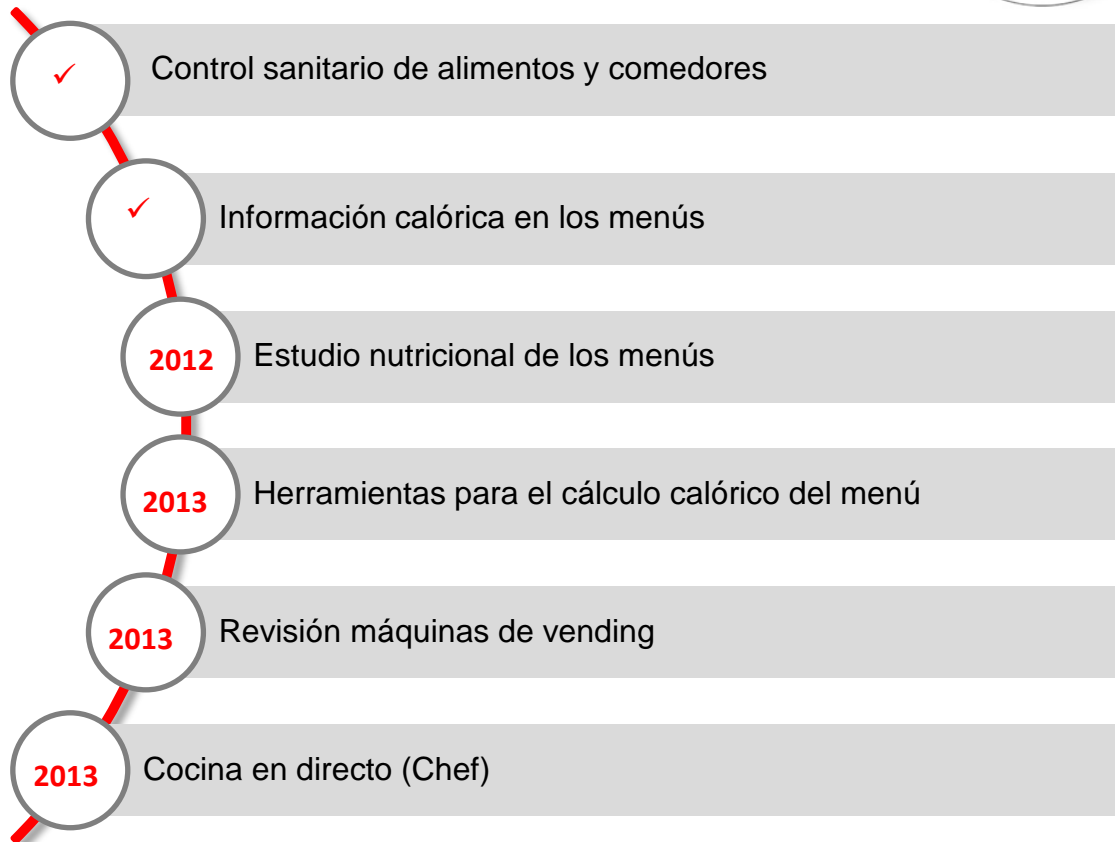 ✓ Control sanitario de alimentos y comedores
✓ Información calórica en los menús
2012 Estudio nutricional de los menús
2013 Herramientas para el cálculo calórico del menú
2013 Revisión máquinas de vending
2013 Cocina en directo (Chef)